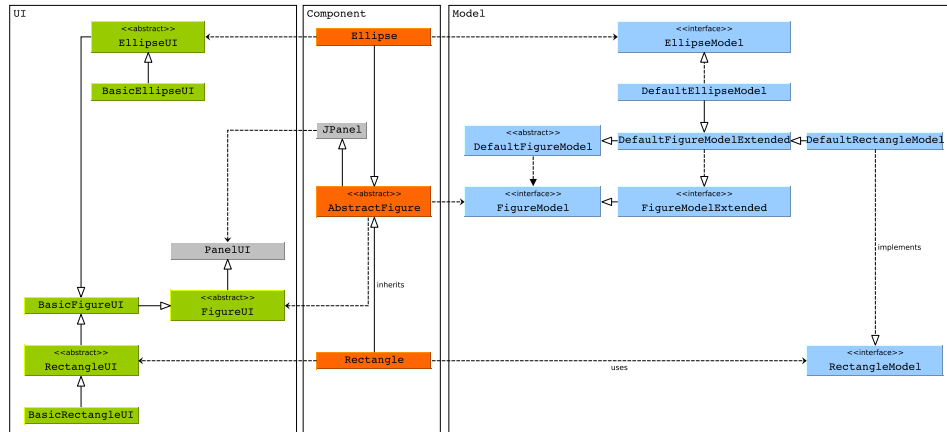 UI
Component
Model
<<abstract>>
EllipseUI
Ellipse
<<interface>>
EllipseModel
BasicEllipseUI
DefaultEllipseModel
JPanel
<<abstract>>
DefaultFigureModel
DefaultFigureModelExtended
DefaultRectangleModel
<<abstract>>
AbstractFigure
<<interface>>
FigureModel
<<interface>>
FigureModelExtended
PanelUI
implements
inherits
BasicFigureUI
<<abstract>>
FigureUI
<<abstract>>
RectangleUI
Rectangle
uses
<<interface>>
RectangleModel
BasicRectangleUI